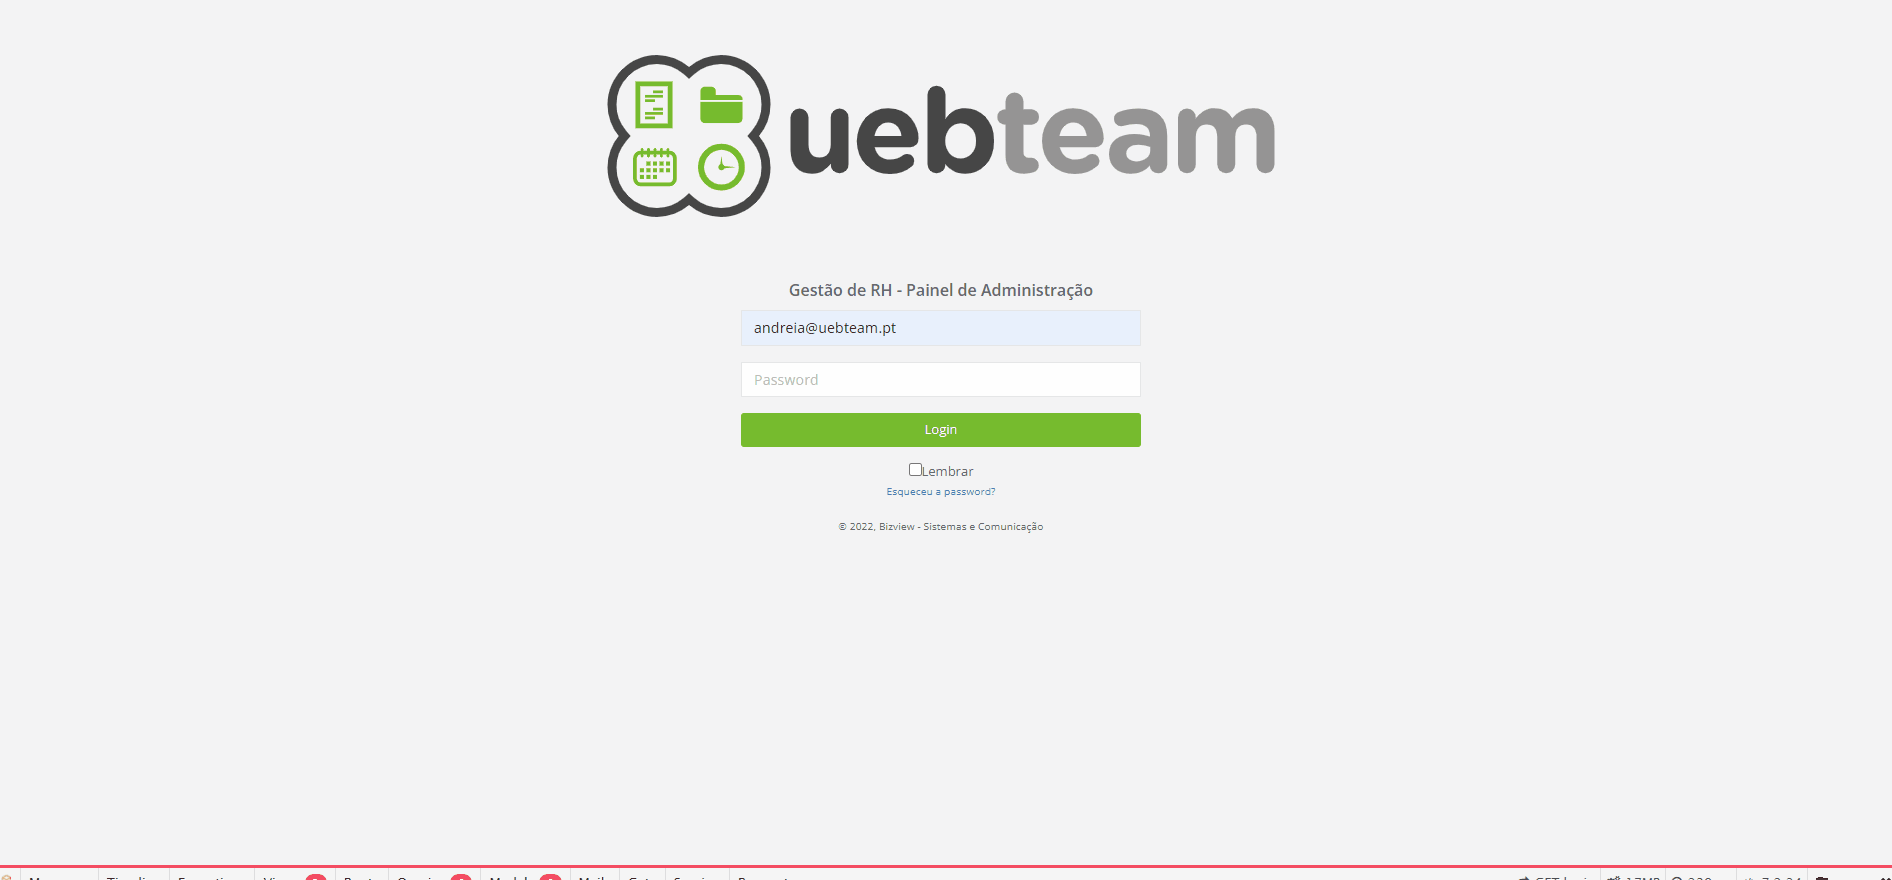 uebteam
Gestão de RH - Painel de Administração
andreia@uebteam.pt
Password
Login
Lembrar
Esqueceu a password?
© 2022, Bizview - Sistemas e Comunicação